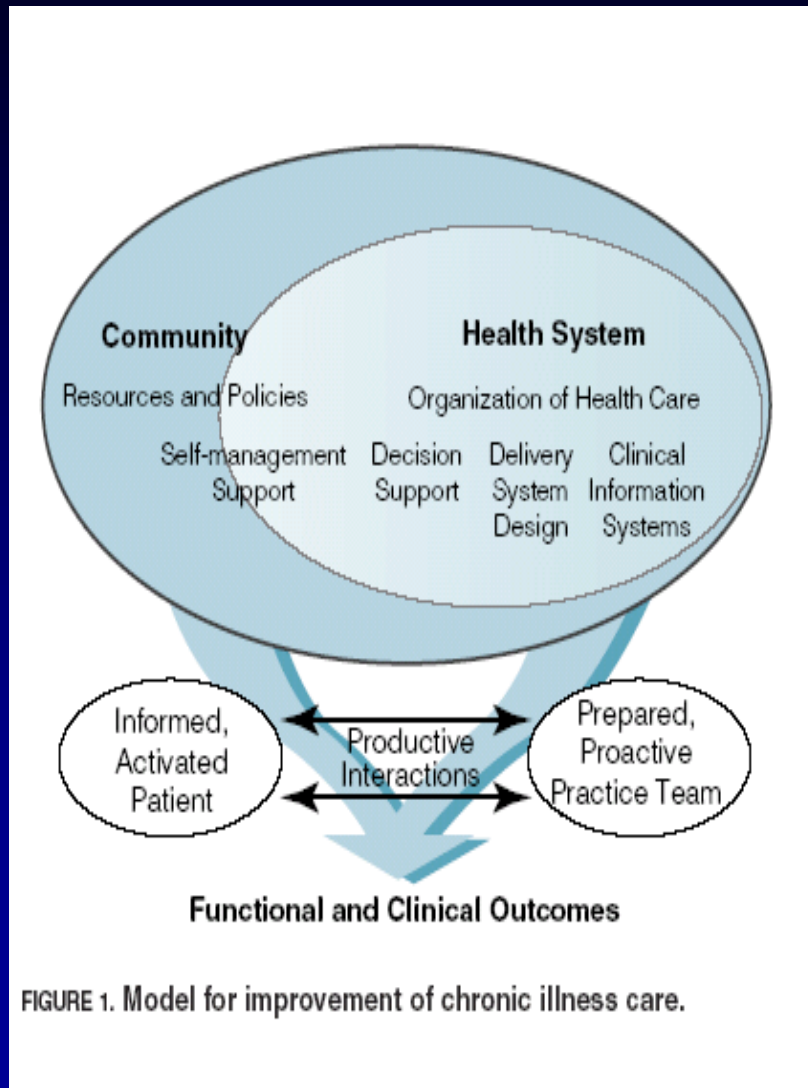 Community
Health System
Resources and Policies
Organization of Health Care
Self-management
Support
Decision
Support
Delivery
System
Design
Clinical
Information
Systems
Informed,
Activated
Patient
Productive
Interactions
Prepared,
Proactive
Practice Team
Functional and Clinical Outcomes
FIGURE 1. Model for improvement of chronic illness care.